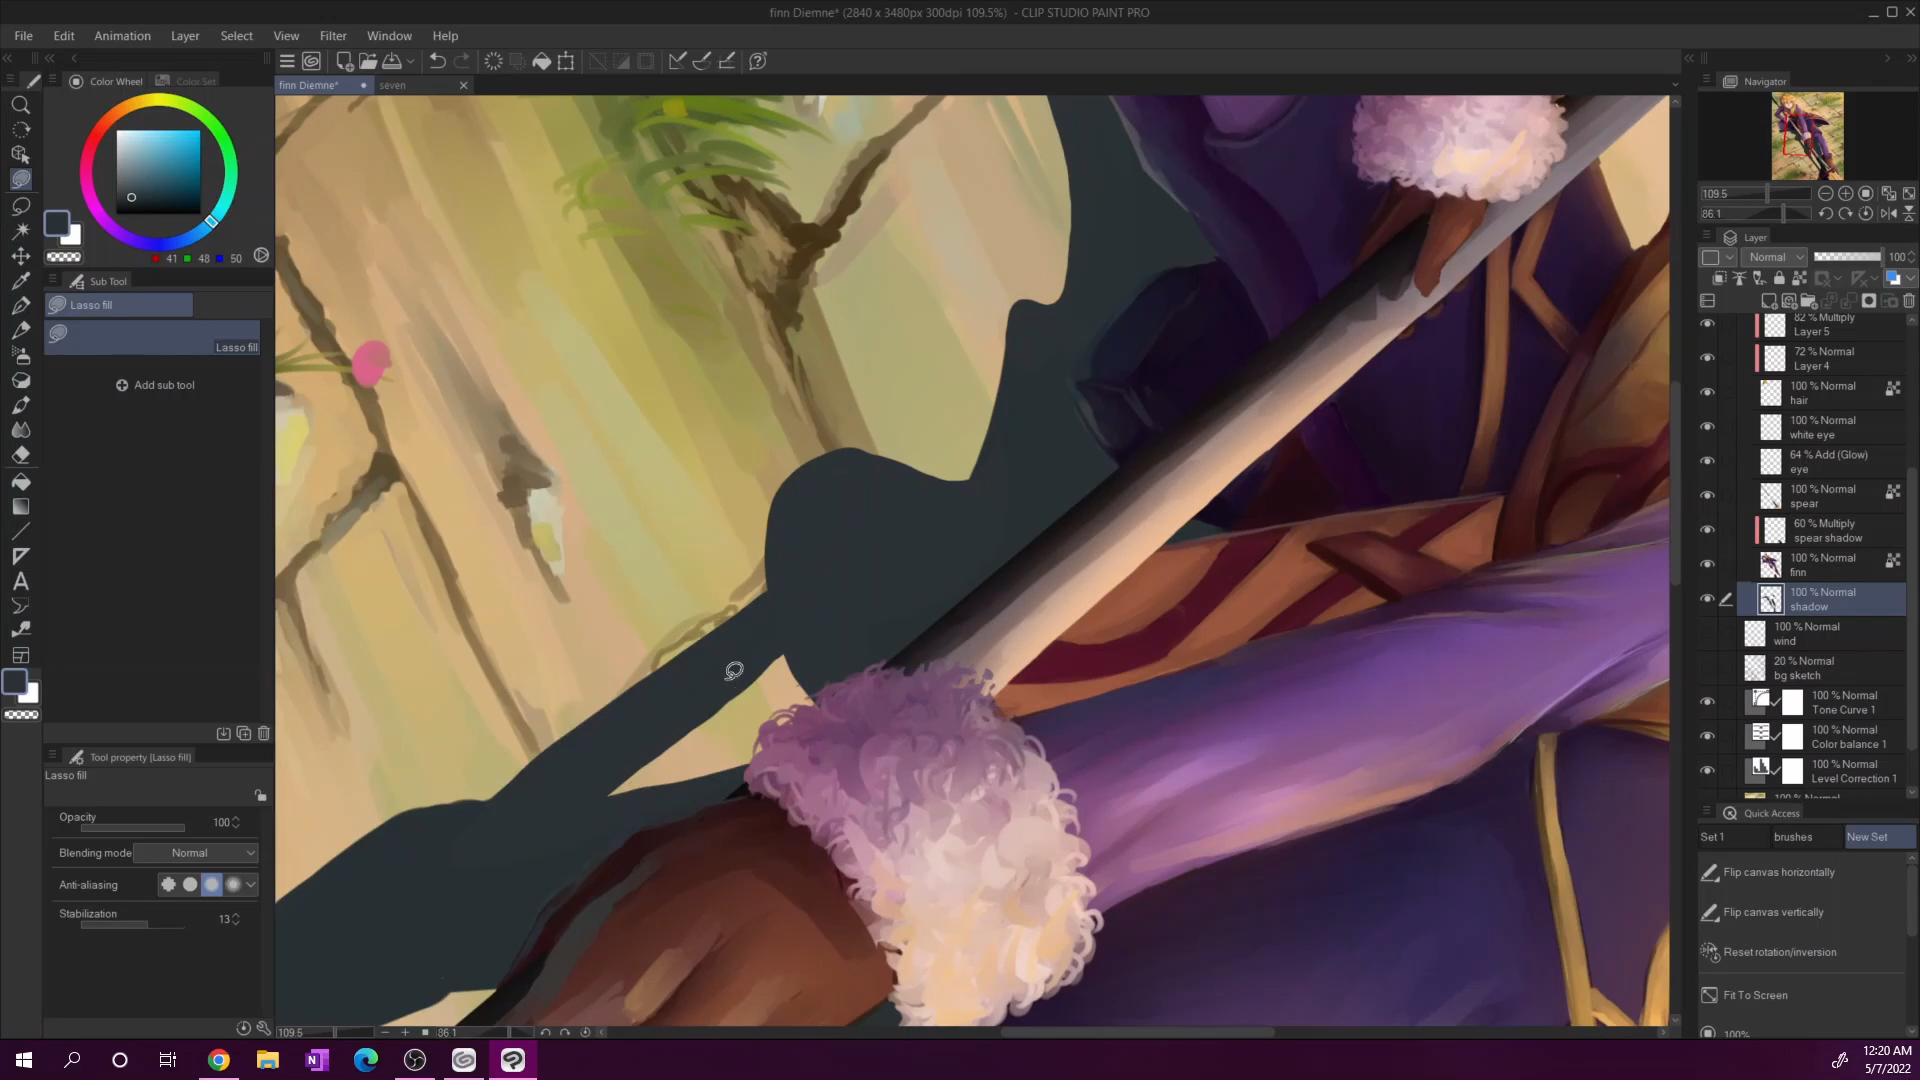 finn Diemne* (2840 x 3480px 300dpi 109.5%) - CLIP STUDIO PAINT PRO
File Edit Animation Layer Select View Filter Window Help
Color Wheel Color Set
finn Diemne* seven
Navigator
41 48 50
109.5
86.1
Sub Tool
Lasso fill
Lasso fill
Add sub tool
Layer
Normal 100
82 % Multiply
Layer 5
72 % Normal
Layer 4
100 % Normal
hair
100 % Normal
white eye
64 % Add (Glow)
eye
100 % Normal
spear
60 % Multiply
spear shadow
100 % Normal
finn
100 % Normal
shadow
100 % Normal
wind
20 % Normal
bg sketch
100 % Normal
Tone Curve 1
100 % Normal
Color balance 1
100 % Normal
Level Correction 1
Tool property [Lasso fill]
Lasso fill
Opacity 100
Blending mode Normal
Anti-aliasing
Stabilization 13
Quick Access
Set 1 brushes New Set
Flip canvas horizontally
Flip canvas vertically
Reset rotation/inversion
Fit To Screen
100%
109.5 86.1
12:20 AM
5/7/2022